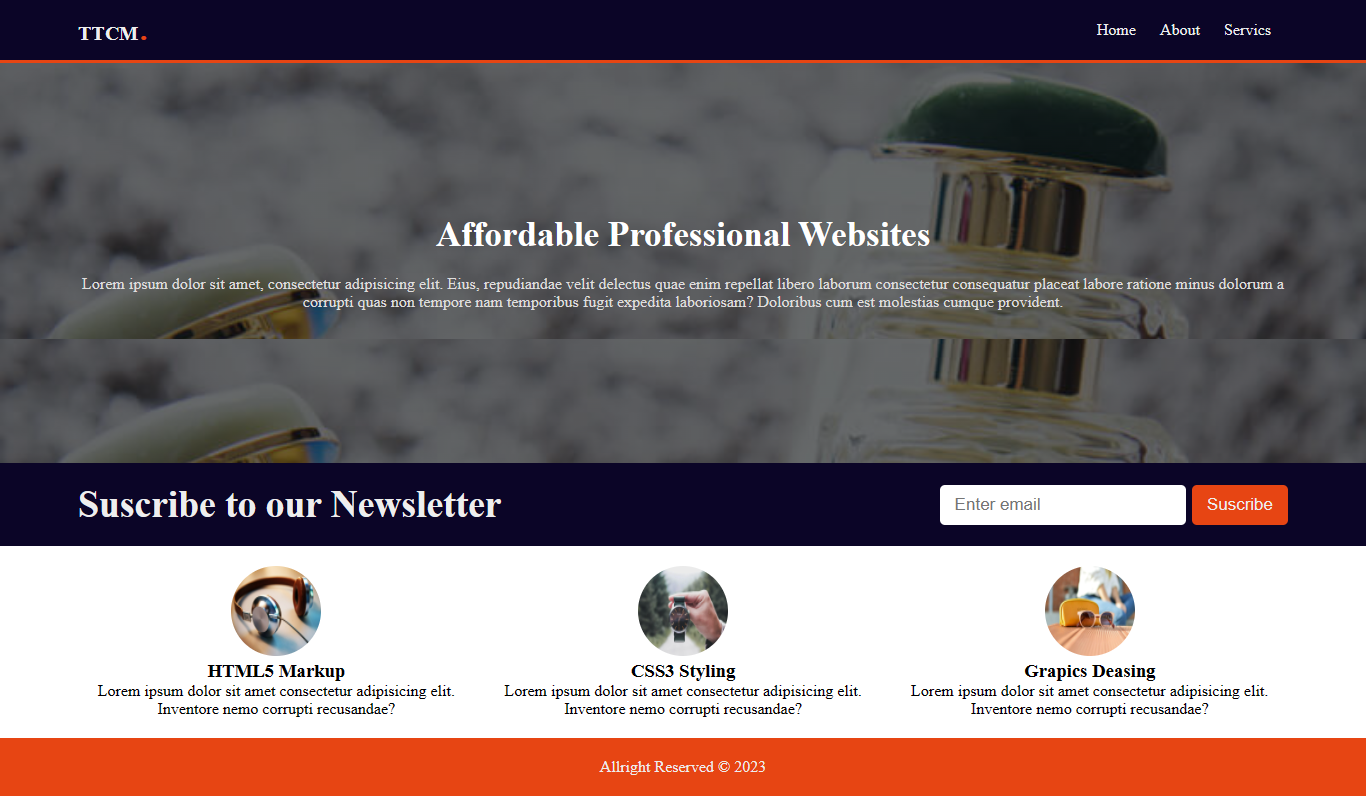 TTCM.
Home About Servics
Affordable Professional Websites
Lorem ipsum dolor sit amet, consectetur adipisicing elit. Eius, repudiandae velit delectus quae enim repellat libero laborum consectetur consequatur placeat labore ratione minus dolorum a
corrupti quas non tempore nam temporibus fugit expedita laboriosam? Doloribus cum est molestias cumque provident.
Suscribe to our Newsletter
Enter email
Suscribe
HTML5 Markup
Lorem ipsum dolor sit amet consectetur adipisicing elit.
Inventore nemo corrupti recusandae?
CSS3 Styling
Lorem ipsum dolor sit amet consectetur adipisicing elit.
Inventore nemo corrupti recusandae?
Grapics Deasing
Lorem ipsum dolor sit amet consectetur adipisicing elit.
Inventore nemo corrupti recusandae?
Allright Reserved © 2023